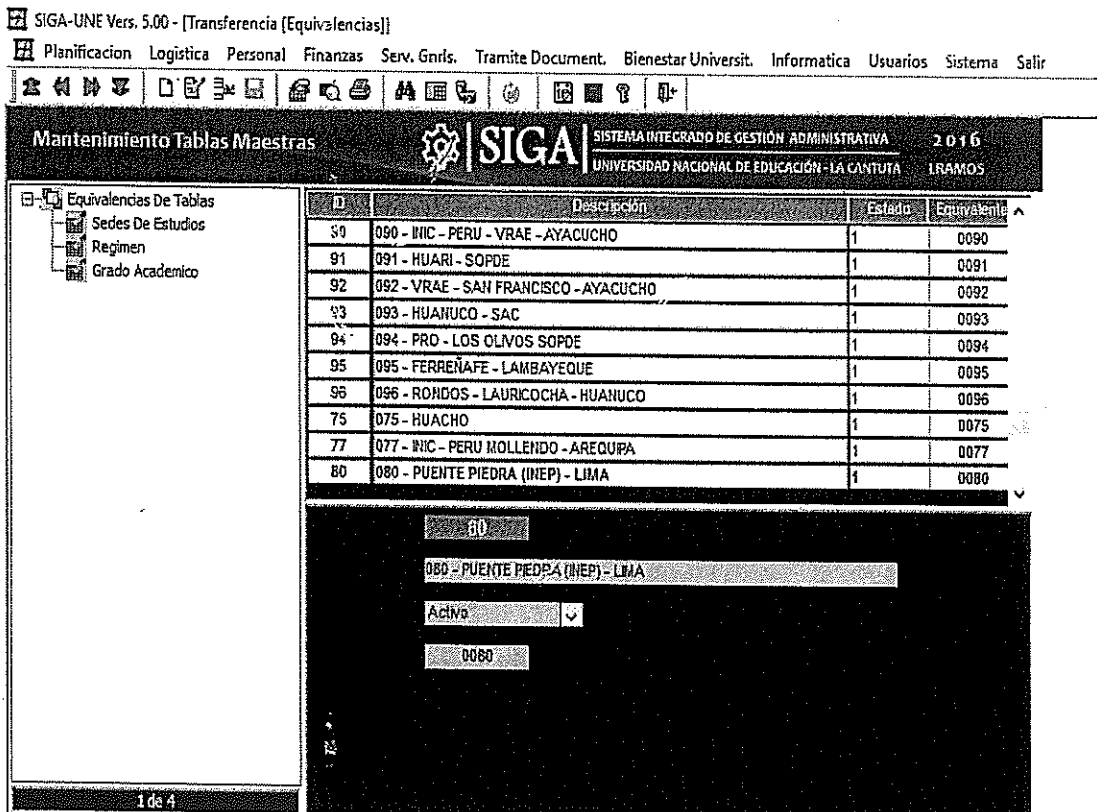 SIGA-UNE Vers. 5.00 - [Transferencia {Equivalencias}]
Planificacion Logistica Personal Finanzas Serv. Gnrls. Tramite Document. Bienestar Universit. Informatica Usuarios Sistema Salir
Mantenimiento Tablas Maestras SIGA SISTEMA INTEGRADO DE GESTIÓN ADMINISTRATIVA 2016
UNIVERSIDAD NACIONAL DE EDUCACIÓN - LA CANTUTA LRAMOS
Equivalencias De Tablas
Sedes De Estudios
Regimen
Grado Academico
ID Descripción Estado Equivalente
90 090 - INIC - PERU - VRAE - AYACUCHO 1 0090
91 091 - HUARI - SOPDE 1 0091
92 092 - VRAE - SAN FRANCISCO - AYACUCHO 1 0092
93 093 - HUANUCO - SAC 1 0093
94 094 - PRO - LOS OLIVOS SOPDE 1 0094
95 095 - FERREÑAFE - LAMBAYEQUE 1 0095
96 096 - RONDOS - LAURICOCHA - HUANUCO 1 0096
75 075 - HUACHO 1 0075
77 077 - INIC - PERU MOLLENDO - AREQUIPA 1 0077
80 080 - PUENTE PIEDRA (INEP) - LIMA 1 0080
80
080 - PUENTE PIEDRA (INEP) - LIMA
Activo
0080
1 de 4